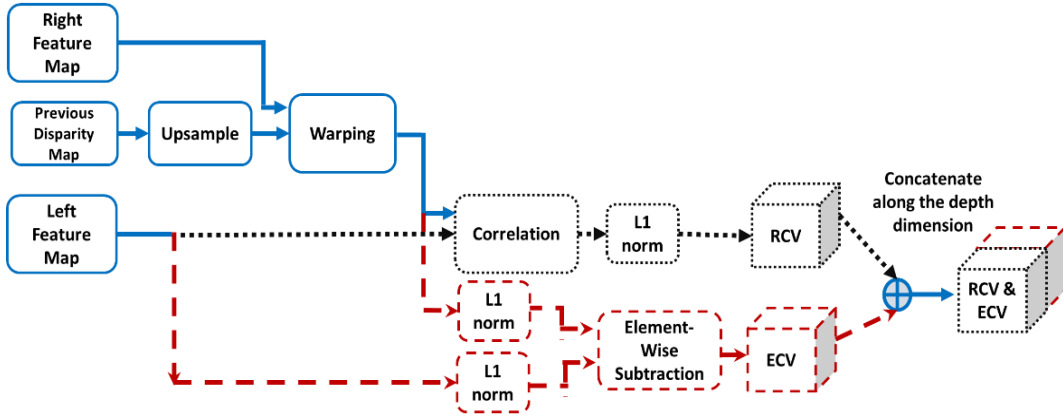 Right
Feature
Map
Previous
Disparity
Map
Upsample
Warping
Left
Feature
Map
Correlation
L1
norm
RCV
Concatenate
along the depth
dimension
RCV &
ECV
L1
norm
Element-
Wise
Subtraction
ECV
L1
norm